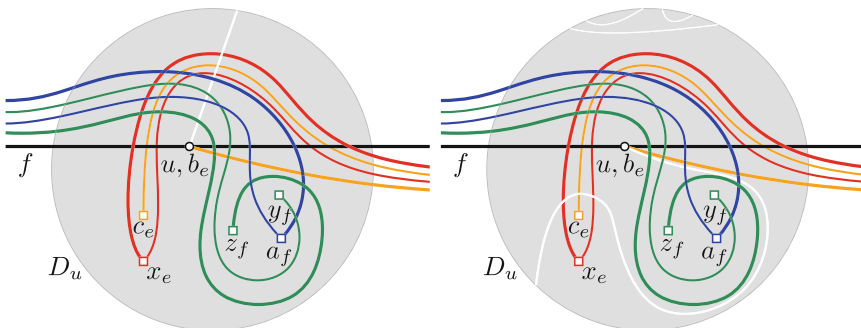 f
u, b_e
c_e
y_f
z_f
a_f
D_u
x_e
f
u, b_e
c_e
y_f
z_f
a_f
D_u
x_e